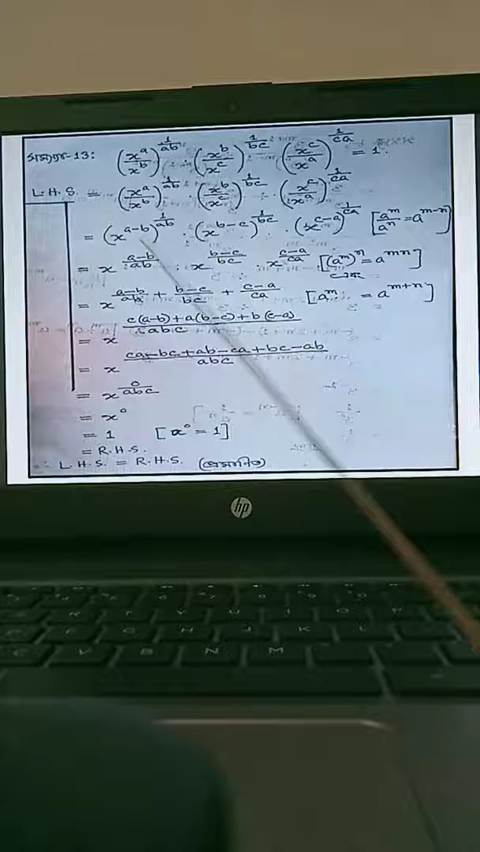 13: (x^a/x^b)^(1/ab) · (x^b/x^c)^(1/bc) · (x^c/x^a)^(1/ca) = 1.
L.H.S. = (x^a/x^b)^(1/ab) · (x^b/x^c)^(1/bc) · (x^c/x^a)^(1/ca)
= (x^(a-b))^(1/ab) · (x^(b-c))^(1/bc) · (x^(c-a))^(1/ca) [a^m/a^n = a^(m-n)]
= x^((a-b)/ab) · x^((b-c)/bc) · x^((c-a)/ca) [(a^m)^n = a^(mn)]
= x^((a-b)/ab + (b-c)/bc + (c-a)/ca) [a^m = a^(m+n)]
= x^((c(a-b)+a(b-c)+b(c-a))/abc)
= x^((ca-bc+ab-ca+bc-ab)/abc)
= x^(0/abc)
= x^0
= 1 [x^0 = 1]
= R.H.S.
∴ L.H.S. = R.H.S. (প্রমাণিত)
hp